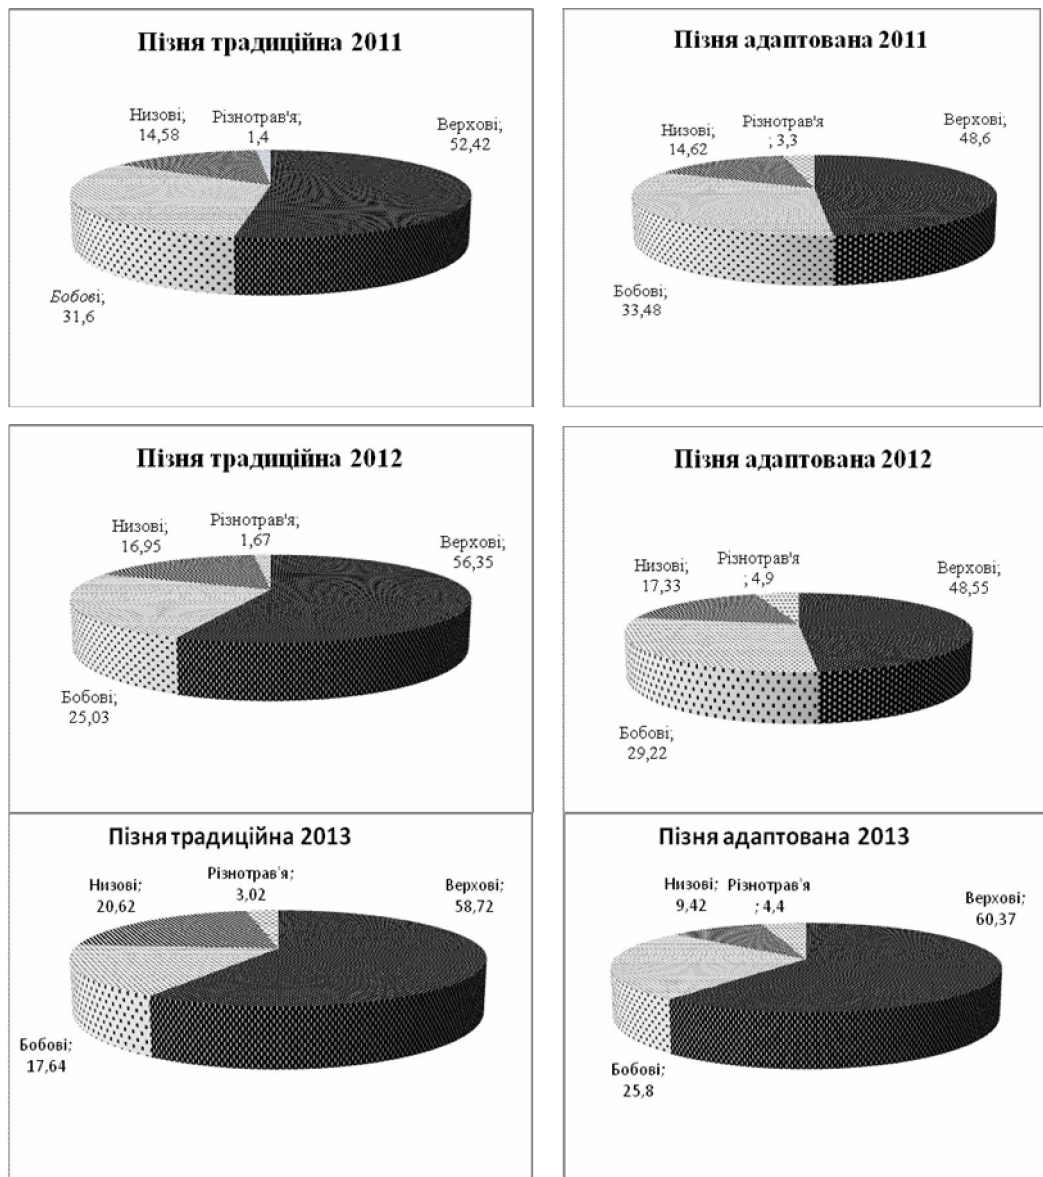 Пізня традиційна 2011
Низові;
14,58
Різнотрав'я;
1,4
Верхові;
52,42
Бобові;
31,6
Пізня адаптована 2011
Низові;
14,62
Різнотрав'я
; 3,3
Верхові;
48,6
Бобові;
33,48
Пізня традиційна 2012
Низові;
16,95
Різнотрав'я;
1,67
Верхові;
56,35
Бобові;
25,03
Пізня адаптована 2012
Низові;
17,33
Різнотрав'я
; 4,9
Верхові;
48,55
Бобові;
29,22
Пізня традиційна 2013
Низові;
20,62
Різнотрав'я;
3,02
Верхові;
58,72
Бобові;
17,64
Пізня адаптована 2013
Низові;
9,42
Різнотрав'я
; 4,4
Верхові;
60,37
Бобові;
25,8